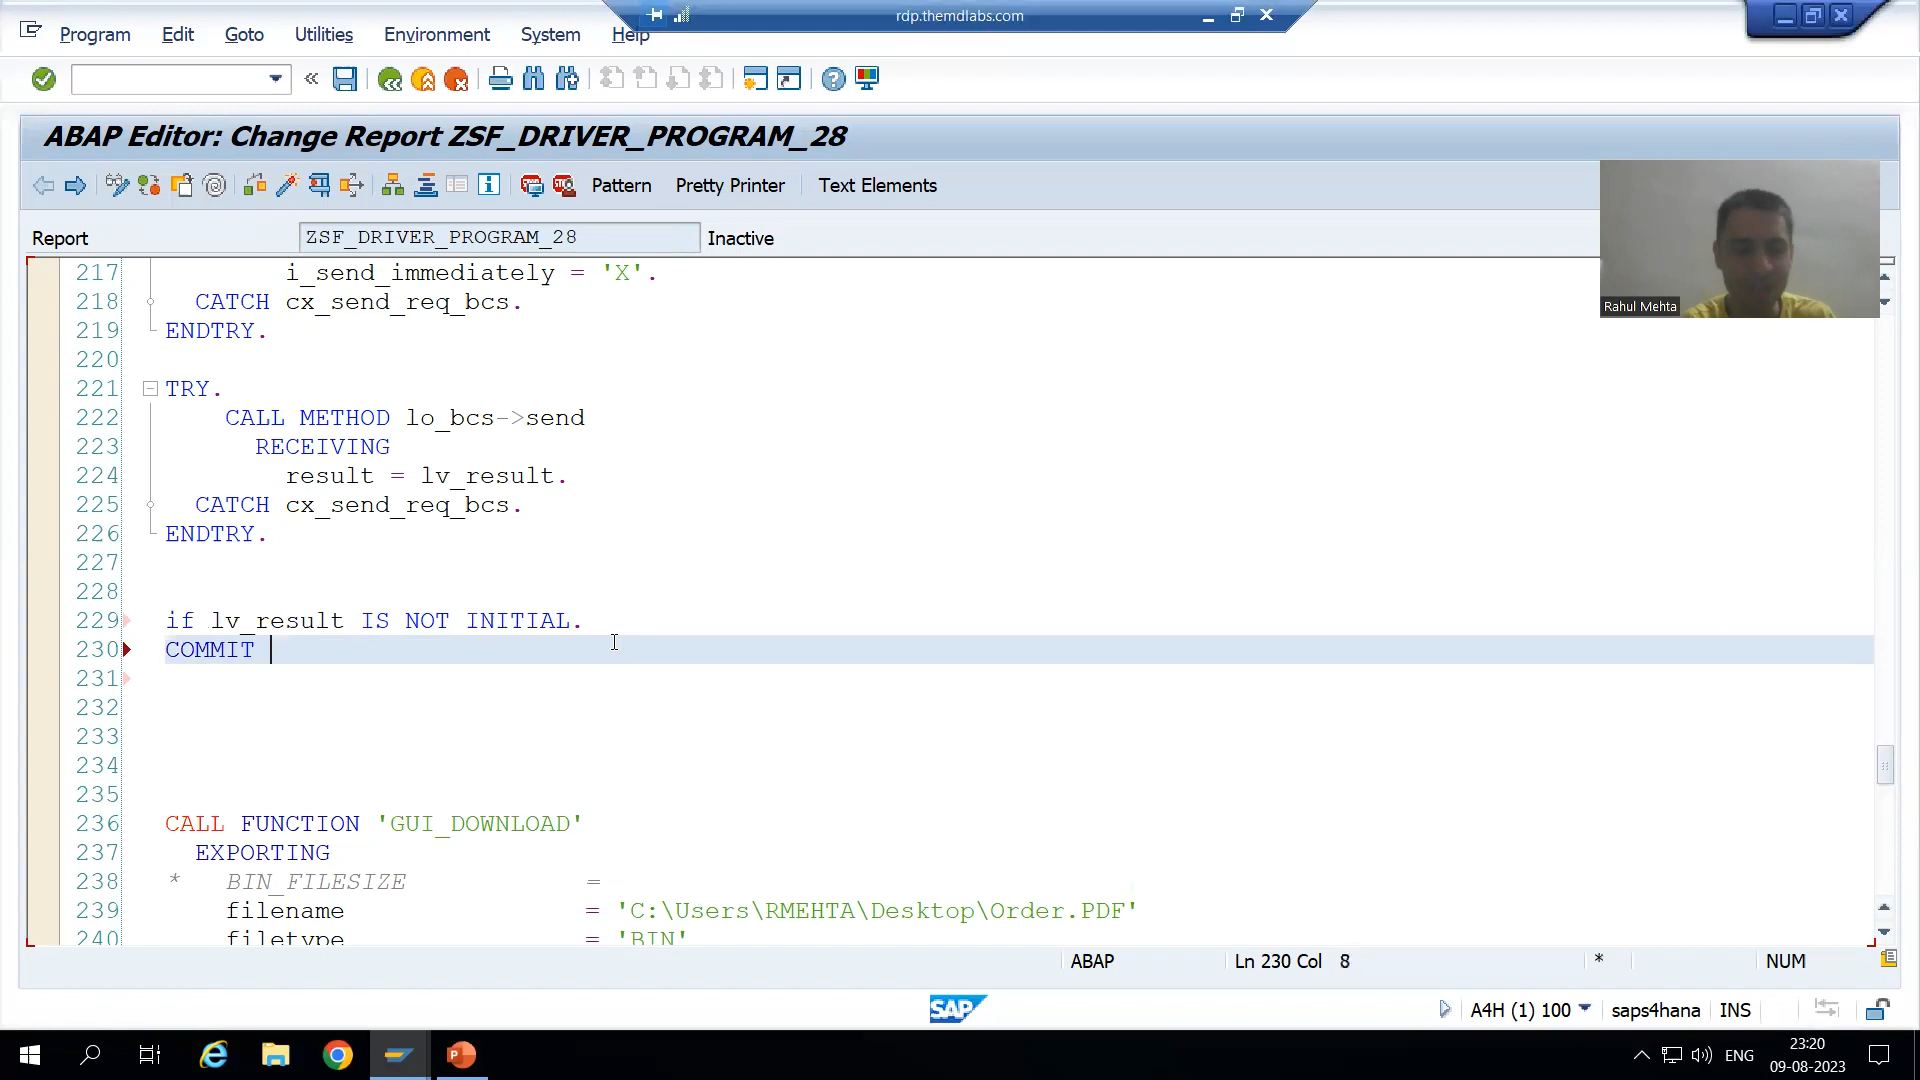 rdp.themdlabs.com
Program Edit Goto Utilities Environment System Help
ABAP Editor: Change Report ZSF_DRIVER_PROGRAM_28
Pattern Pretty Printer Text Elements
Report ZSF_DRIVER_PROGRAM_28 Inactive
Rahul Mehta
217 i_send_immediately = 'X'.
218 CATCH cx_send_req_bcs.
219 ENDTRY.
220
221 TRY.
222 CALL METHOD lo_bcs->send
223 RECEIVING
224 result = lv_result.
225 CATCH cx_send_req_bcs.
226 ENDTRY.
227
228
229 if lv_result IS NOT INITIAL.
230 COMMIT
231
232
233
234
235
236 CALL FUNCTION 'GUI_DOWNLOAD'
237 EXPORTING
238 * BIN_FILESIZE =
239 filename = 'C:\Users\RMEHTA\Desktop\Order.PDF'
240 filetype = 'BIN'
ABAP Ln 230 Col 8 * NUM
SAP A4H (1) 100 saps4hana INS
ENG 23:20
09-08-2023